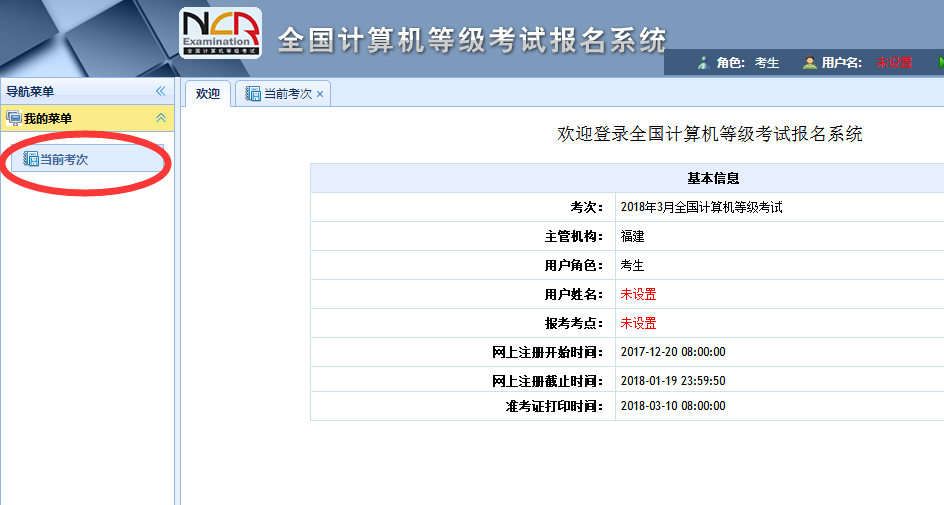 NCR
Examination
全国计算机等级考试
全国计算机等级考试报名系统
角色: 考生 用户名: 未设置
导航菜单
欢迎 当前考次
我的菜单
当前考次
欢迎登录全国计算机等级考试报名系统
基本信息
考次: 2018年3月全国计算机等级考试
主管机构: 福建
用户角色: 考生
用户姓名: 未设置
报考考点: 未设置
网上注册开始时间: 2017-12-20 08:00:00
网上注册截止时间: 2018-01-19 23:59:50
准考证打印时间: 2018-03-10 08:00:00